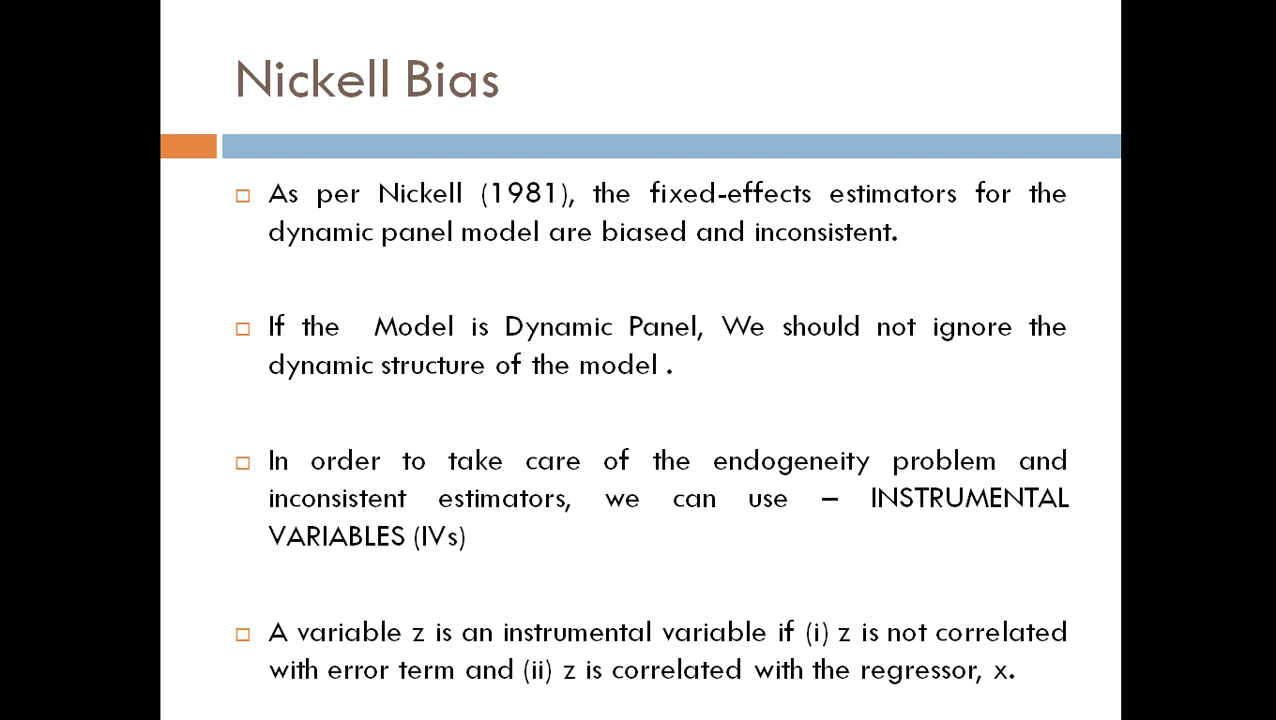 Nickell Bias
As per Nickell (1981), the fixed-effects estimators for the
dynamic panel model are biased and inconsistent.
If the Model is Dynamic Panel, We should not ignore the
dynamic structure of the model .
In order to take care of the endogeneity problem and
inconsistent estimators, we can use – INSTRUMENTAL
VARIABLES (IVs)
A variable z is an instrumental variable if (i) z is not correlated
with error term and (ii) z is correlated with the regressor, x.